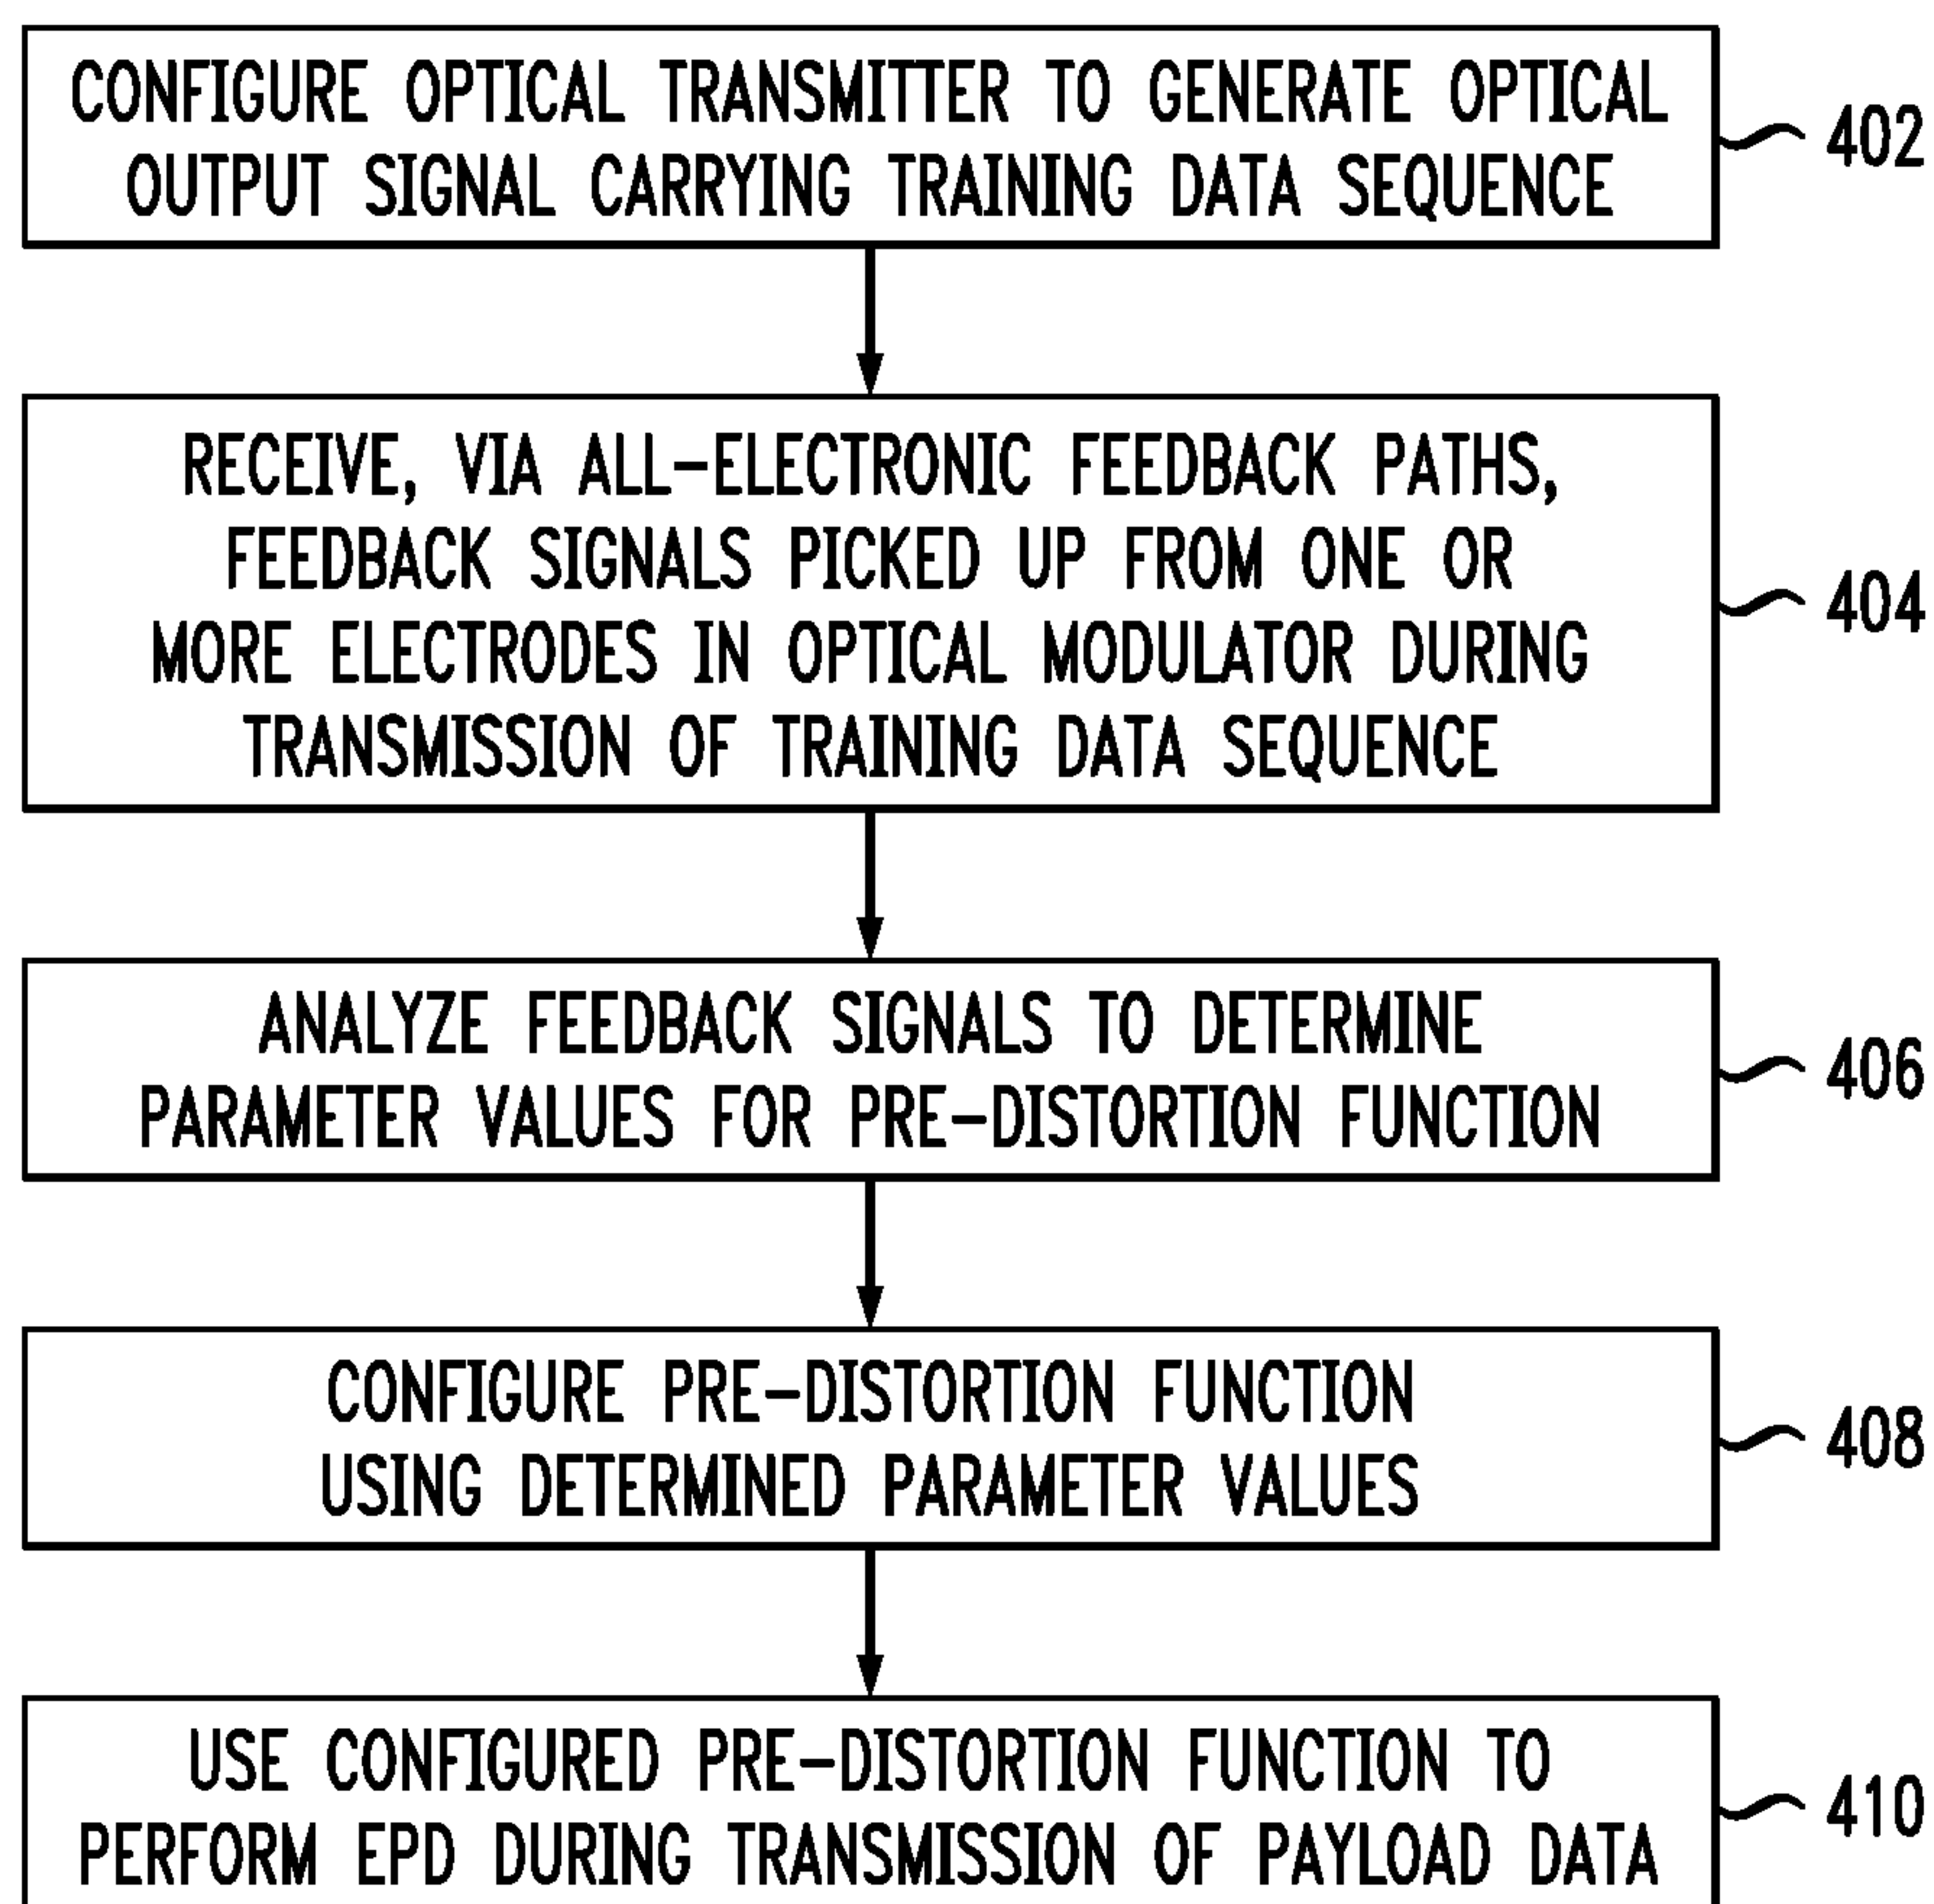 CONFIGURE OPTICAL TRANSMITTER TO GENERATE OPTICAL
OUTPUT SIGNAL CARRYING TRAINING DATA SEQUENCE
402
RECEIVE, VIA ALL-ELECTRONIC FEEDBACK PATHS,
FEEDBACK SIGNALS PICKED UP FROM ONE OR
MORE ELECTRODES IN OPTICAL MODULATOR DURING
TRANSMISSION OF TRAINING DATA SEQUENCE
404
ANALYZE FEEDBACK SIGNALS TO DETERMINE
PARAMETER VALUES FOR PRE-DISTORTION FUNCTION
406
CONFIGURE PRE-DISTORTION FUNCTION
USING DETERMINED PARAMETER VALUES
408
USE CONFIGURED PRE-DISTORTION FUNCTION TO
PERFORM EPD DURING TRANSMISSION OF PAYLOAD DATA
410